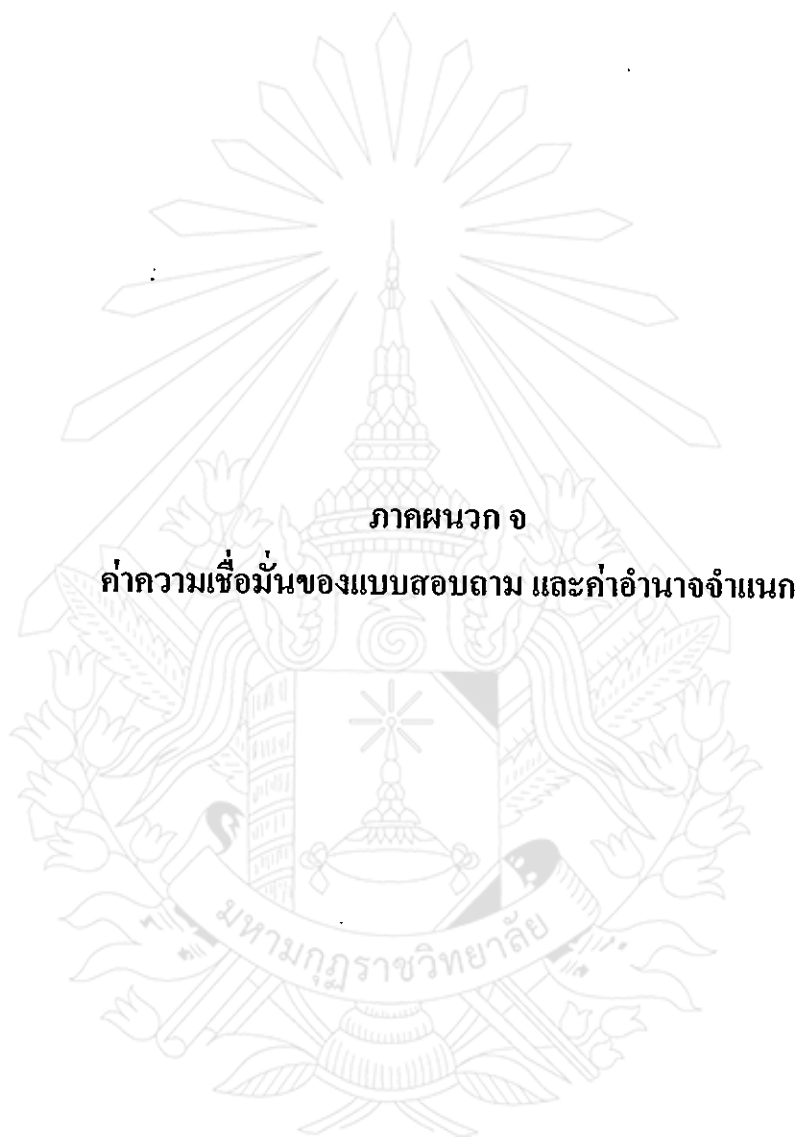 ภาคผนวก จ
ค่าความเชื่อมั่นของแบบสอบถาม และค่าอำนาจจำแนก
มหามกุฏราชวิทยาลัย